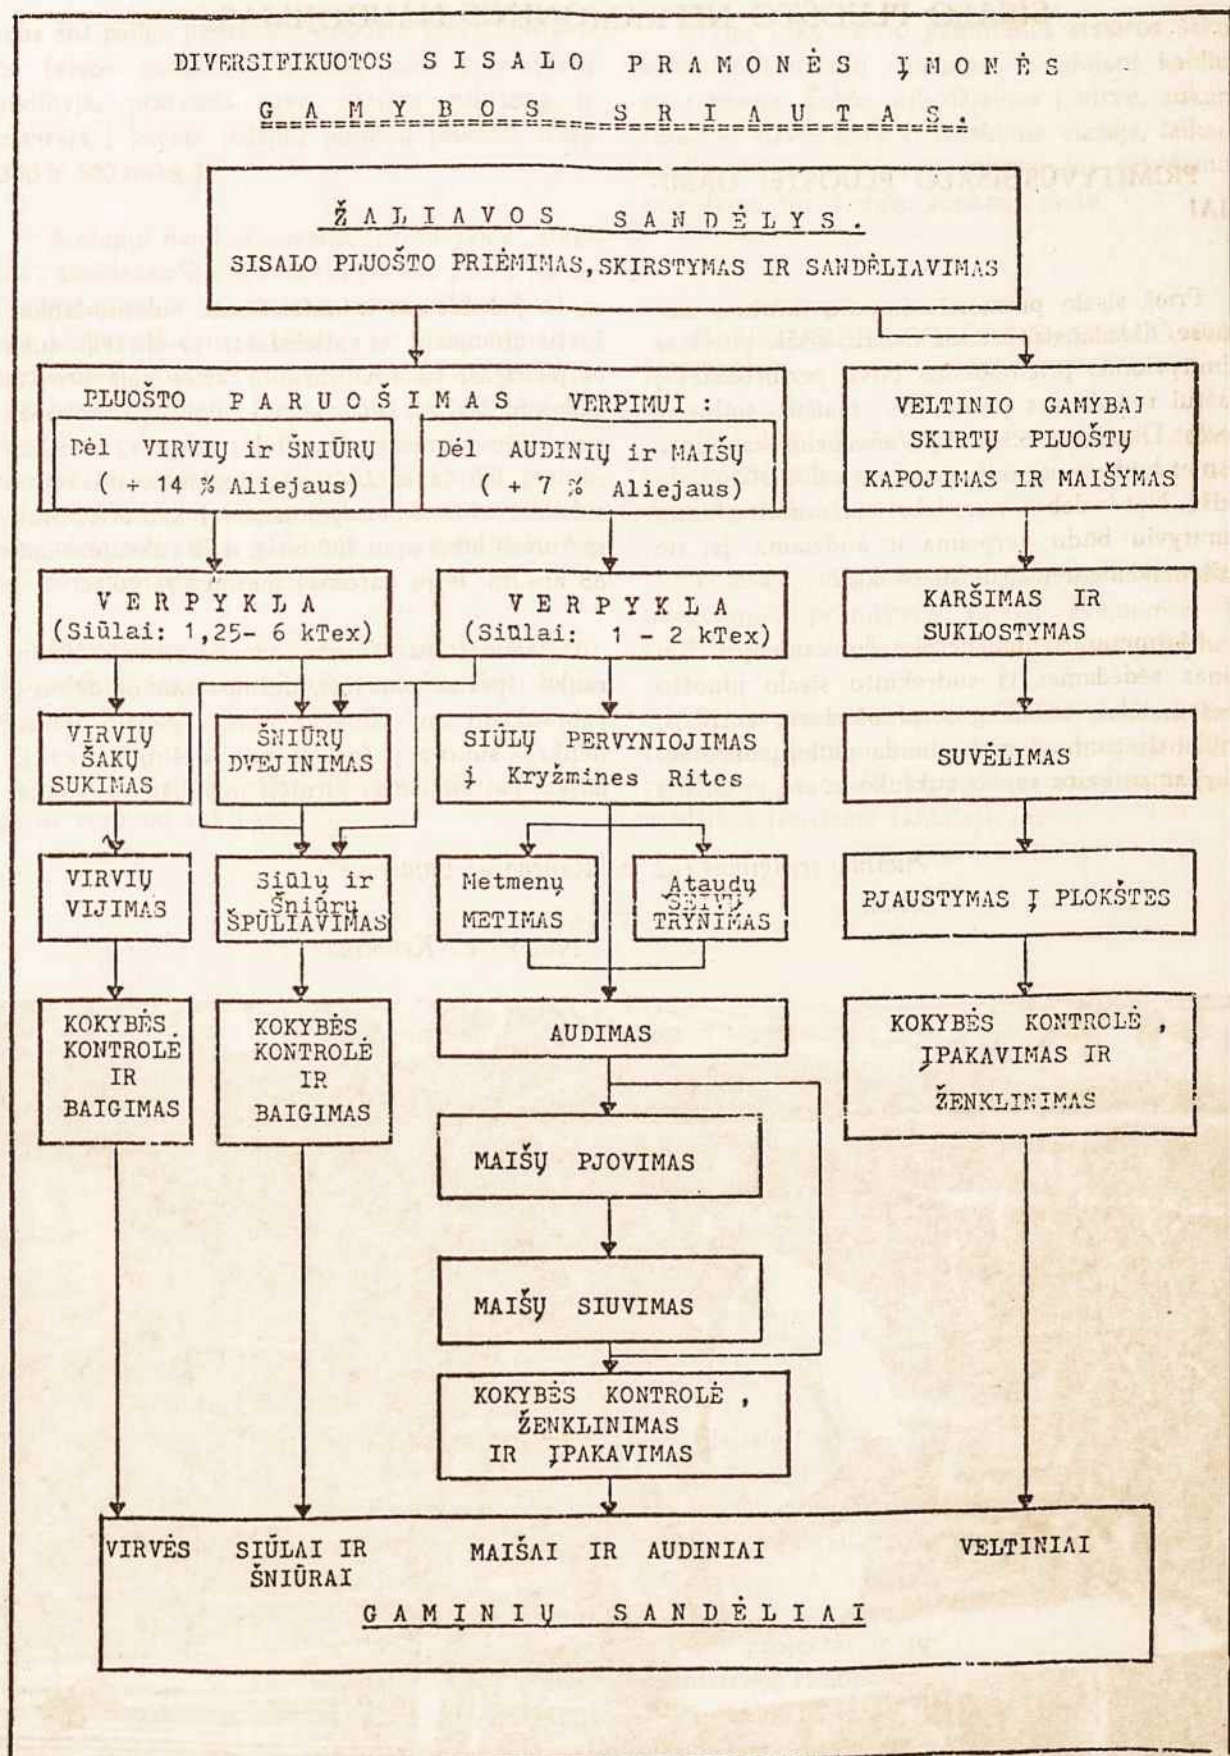 DIVERSIFIKUOTOS SISALO PRAMONĖS ĮMONĖS
GAMYBOS SRIAUTAS.
ŽALIAVOS SANDĖLYS.
SISALO PLUOŠTO PRIĖMIMAS, SKIRSTYMAS IR SANDĖLIAVIMAS
PLUOŠTO PARUOŠIMAS VERPIMUI:
Dėl VIRVIŲ ir ŠNIŪRŲ
(+ 14 % Aliejaus)
Dėl AUDINIŲ ir MAIŠŲ
(+ 7 % Aliejaus)
VELTINIO GAMYBAI
SKIRTŲ PLUOŠTŲ
KAPOJIMAS IR MAIŠYMAS
VERPYKLA
(Siūlai: 1,25- 6 kTex)
VERPYKLA
(Siūlai: 1 - 2 kTex)
KARŠIMAS IR
SUKLOSTYMAS
VIRVIŲ
ŠAKŲ
SUKIMAS
ŠNIŪRŲ
DVEJINIMAS
SIŪLŲ PERVYNIOJIMAS
į Kryžmines Rites
SUVĖLIMAS
VIRVIŲ
VIJIMAS
Siūlų ir
Šniūrų
ŠPŪLIAVIMAS
Metmenų
METIMAS
Ataudų
ŠEIVŲ
TRYNIMAS
PJAUSTYMAS Į PLOKŠTES
KOKYBĖS
KONTROLĖ
IR
BAIGIMAS
KOKYBĖS
KONTROLĖ
IR
BAIGIMAS
AUDIMAS
KOKYBĖS KONTROLĖ,
ĮPAKAVIMAS IR
ŽENKLINIMAS
MAIŠŲ PJOVIMAS
MAIŠŲ SIUVIMAS
KOKYBĖS KONTROLĖ,
ŽENKLINIMAS
IR ĮPAKAVIMAS
VIRVĖS
SIŪLAI IR
ŠNIŪRAI
MAIŠAI IR AUDINIAI
VELTINIAI
GAMINIŲ SANDĖLIAI